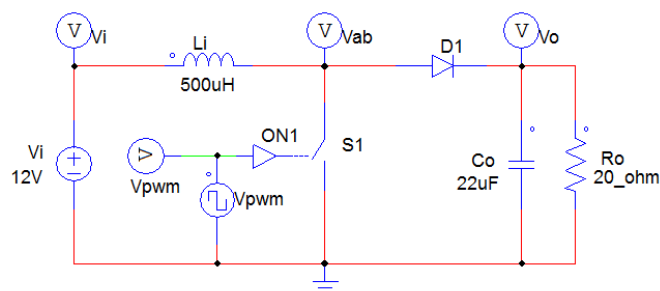 V Vi
Li
500uH
V Vab
D1
V Vo
Vi
12V
V
Vpwm
ON1
S1
Vpwm
Co
22uF
Ro
20_ohm